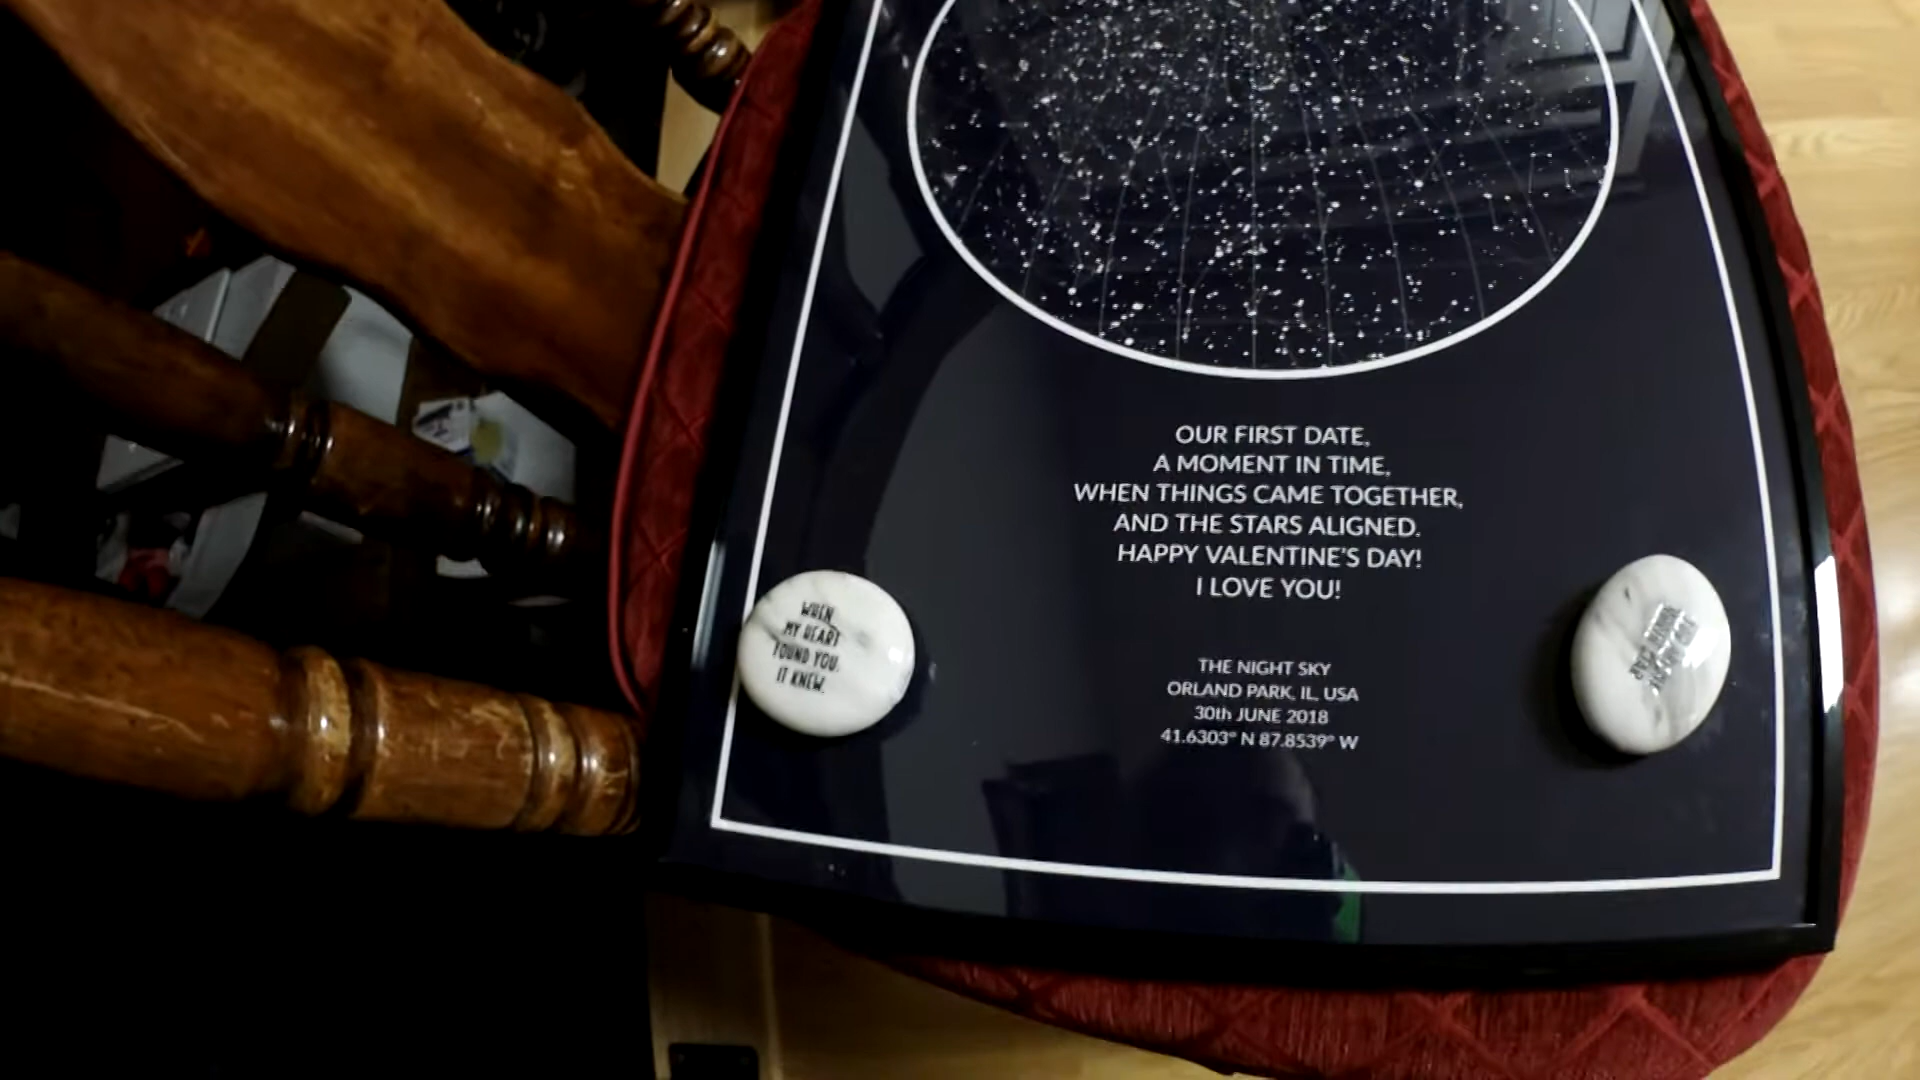 OUR FIRST DATE,
A MOMENT IN TIME,
WHEN THINGS CAME TOGETHER,
AND THE STARS ALIGNED.
HAPPY VALENTINE'S DAY!
I LOVE YOU!
WHEN
MY HEART
FOUND YOU,
IT KNEW.
THE NIGHT SKY
ORLAND PARK, IL, USA
30th JUNE 2018
41.6303° N 87.8539° W